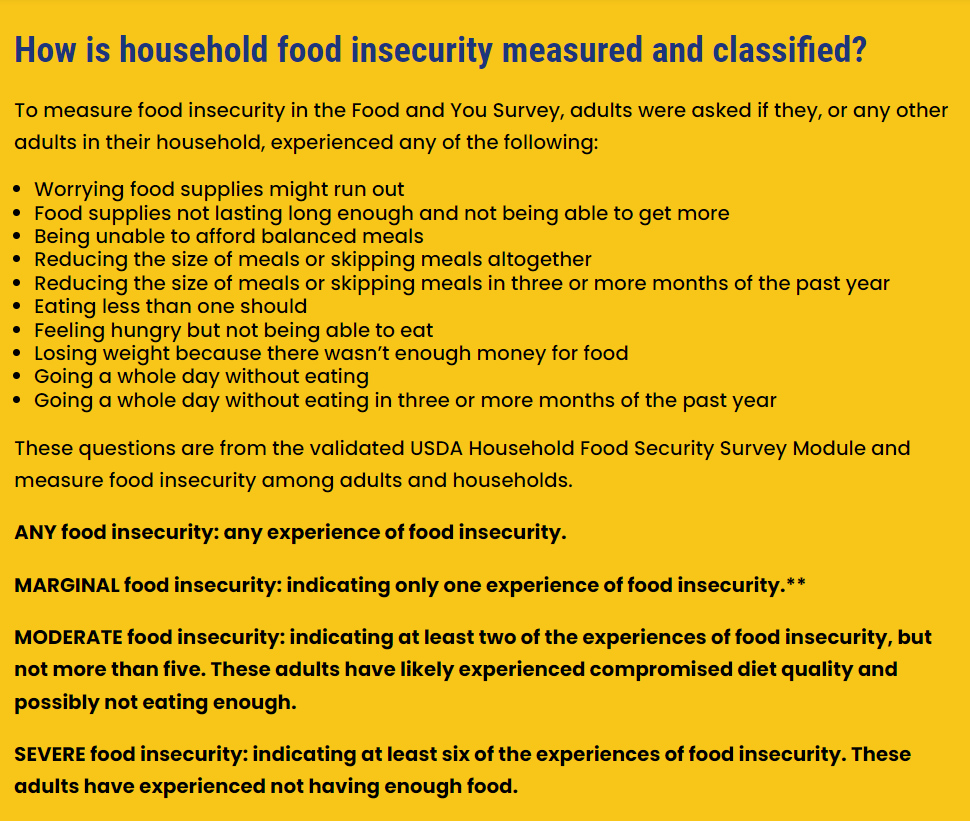 How is household food insecurity measured and classified?
To measure food insecurity in the Food and You Survey, adults were asked if they, or any other
adults in their household, experienced any of the following:
• Worrying food supplies might run out
• Food supplies not lasting long enough and not being able to get more
• Being unable to afford balanced meals
• Reducing the size of meals or skipping meals altogether
• Reducing the size of meals or skipping meals in three or more months of the past year
• Eating less than one should
• Feeling hungry but not being able to eat
• Losing weight because there wasn’t enough money for food
• Going a whole day without eating
• Going a whole day without eating in three or more months of the past year
These questions are from the validated USDA Household Food Security Survey Module and
measure food insecurity among adults and households.
ANY food insecurity: any experience of food insecurity.
MARGINAL food insecurity: indicating only one experience of food insecurity.**
MODERATE food insecurity: indicating at least two of the experiences of food insecurity, but
not more than five. These adults have likely experienced compromised diet quality and
possibly not eating enough.
SEVERE food insecurity: indicating at least six of the experiences of food insecurity. These
adults have experienced not having enough food.